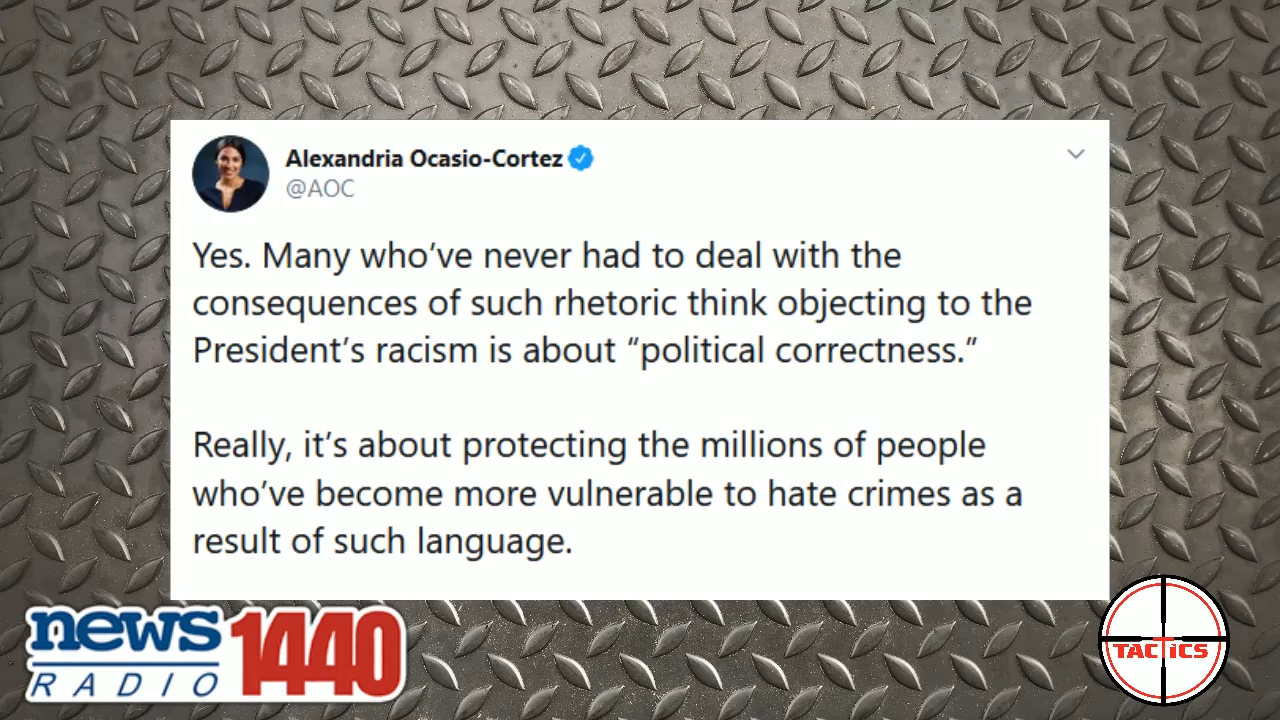 Alexandria Ocasio-Cortez
@AOC
Yes. Many who’ve never had to deal with the
consequences of such rhetoric think objecting to the
President’s racism is about “political correctness.”
Really, it’s about protecting the millions of people
who’ve become more vulnerable to hate crimes as a
result of such language.
news 1440
RADIO
TACTICS